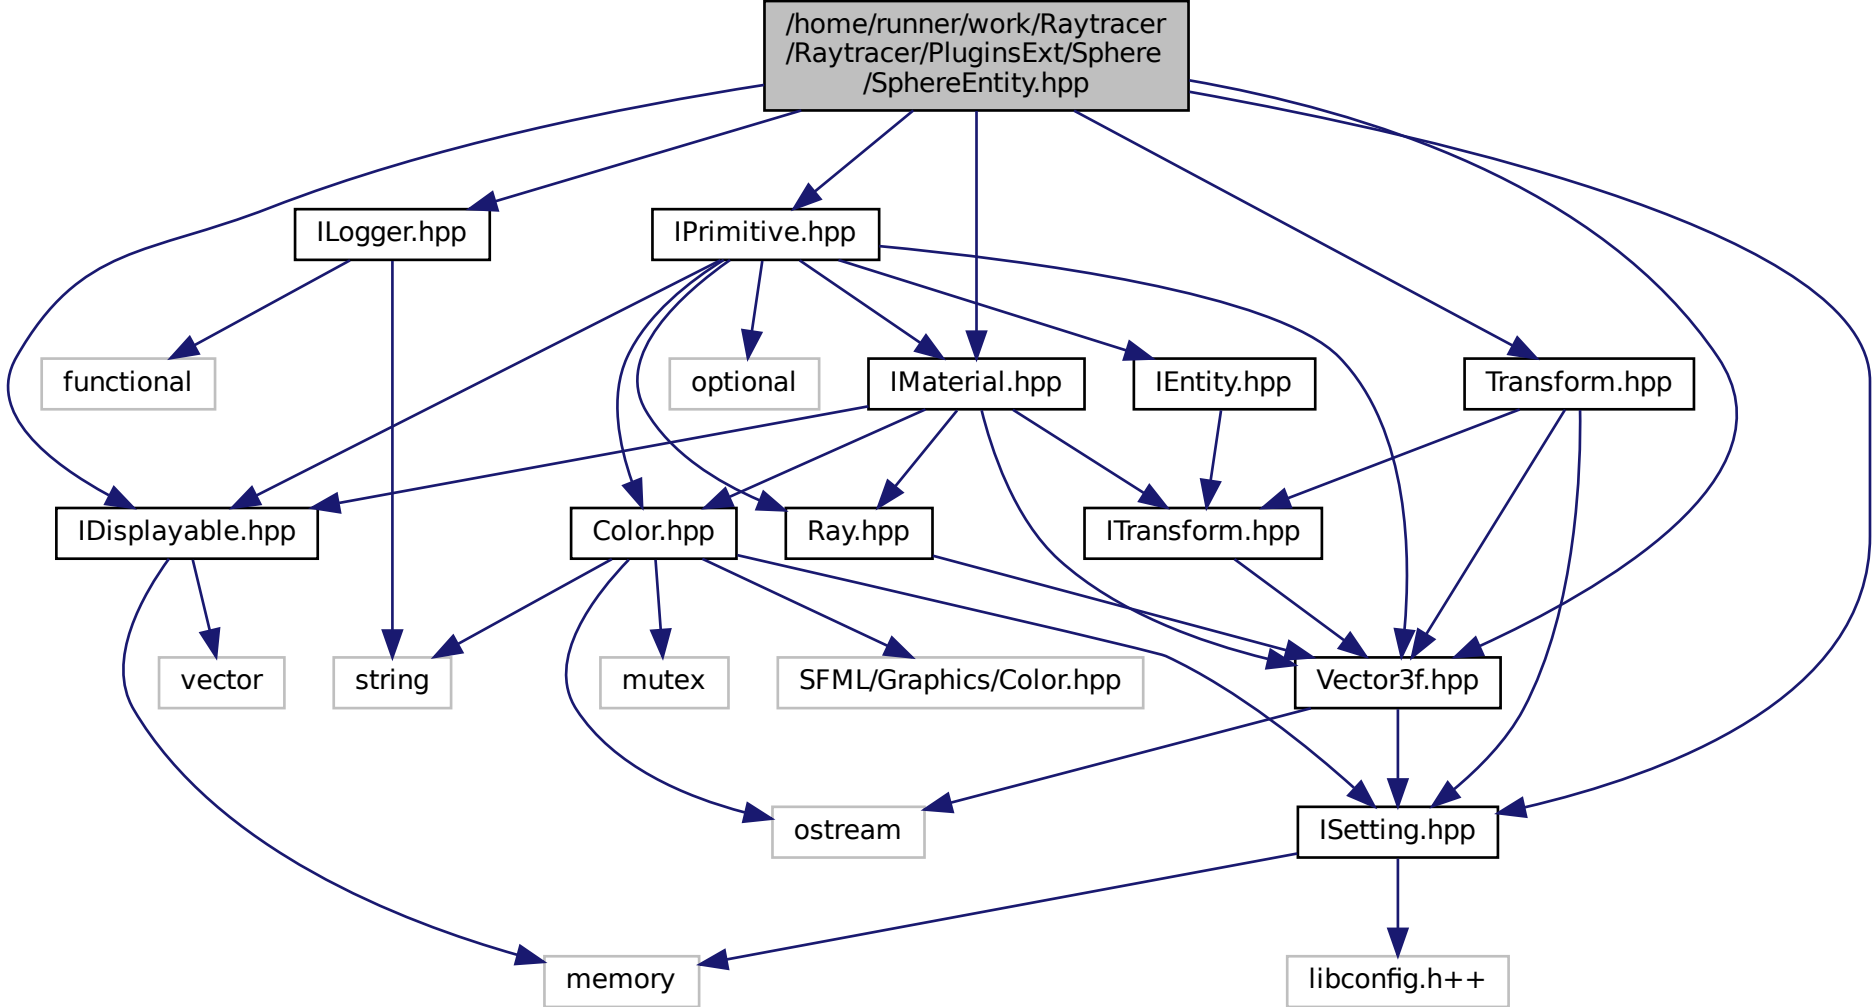 /home/runner/work/Raytracer
/Raytracer/PluginsExt/Sphere
/SphereEntity.hpp
ILogger.hpp
IPrimitive.hpp
functional
optional
IMaterial.hpp
IEntity.hpp
Transform.hpp
IDisplayable.hpp
Color.hpp
Ray.hpp
ITransform.hpp
vector
string
mutex
SFML/Graphics/Color.hpp
Vector3f.hpp
ostream
ISetting.hpp
memory
libconfig.h++